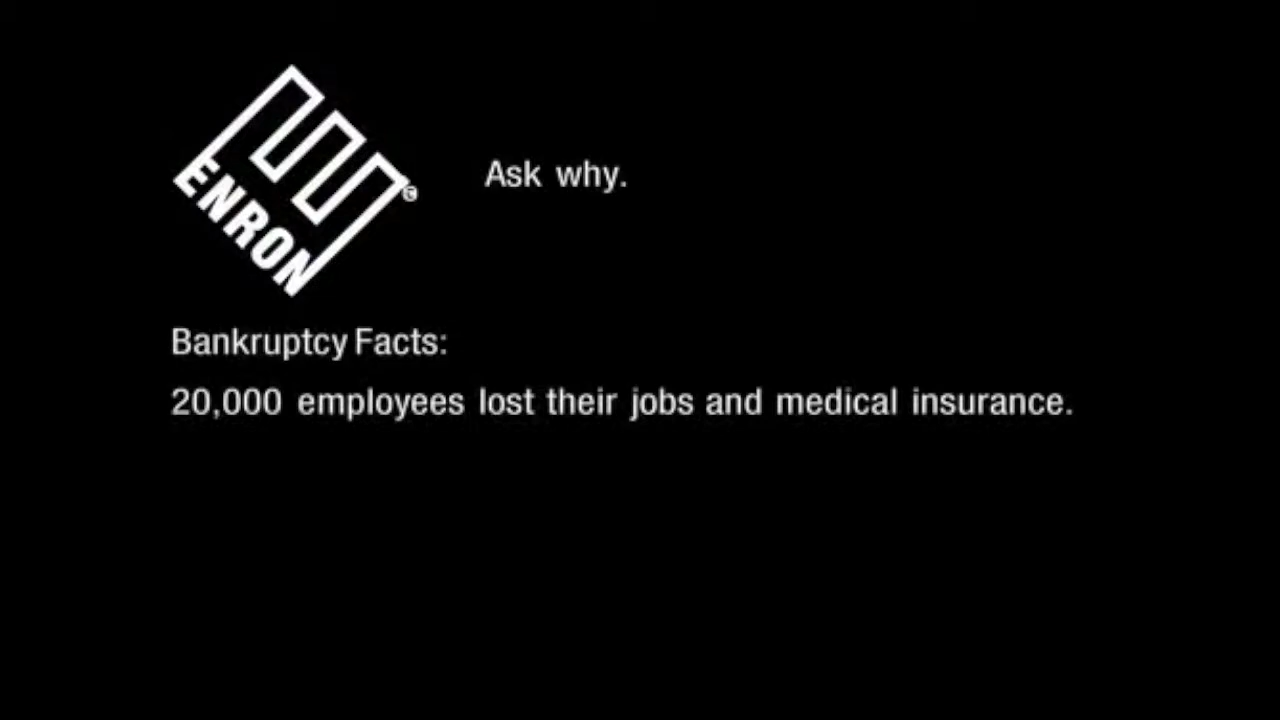 ENRON
Ask why.
Bankruptcy Facts:
20,000 employees lost their jobs and medical insurance.